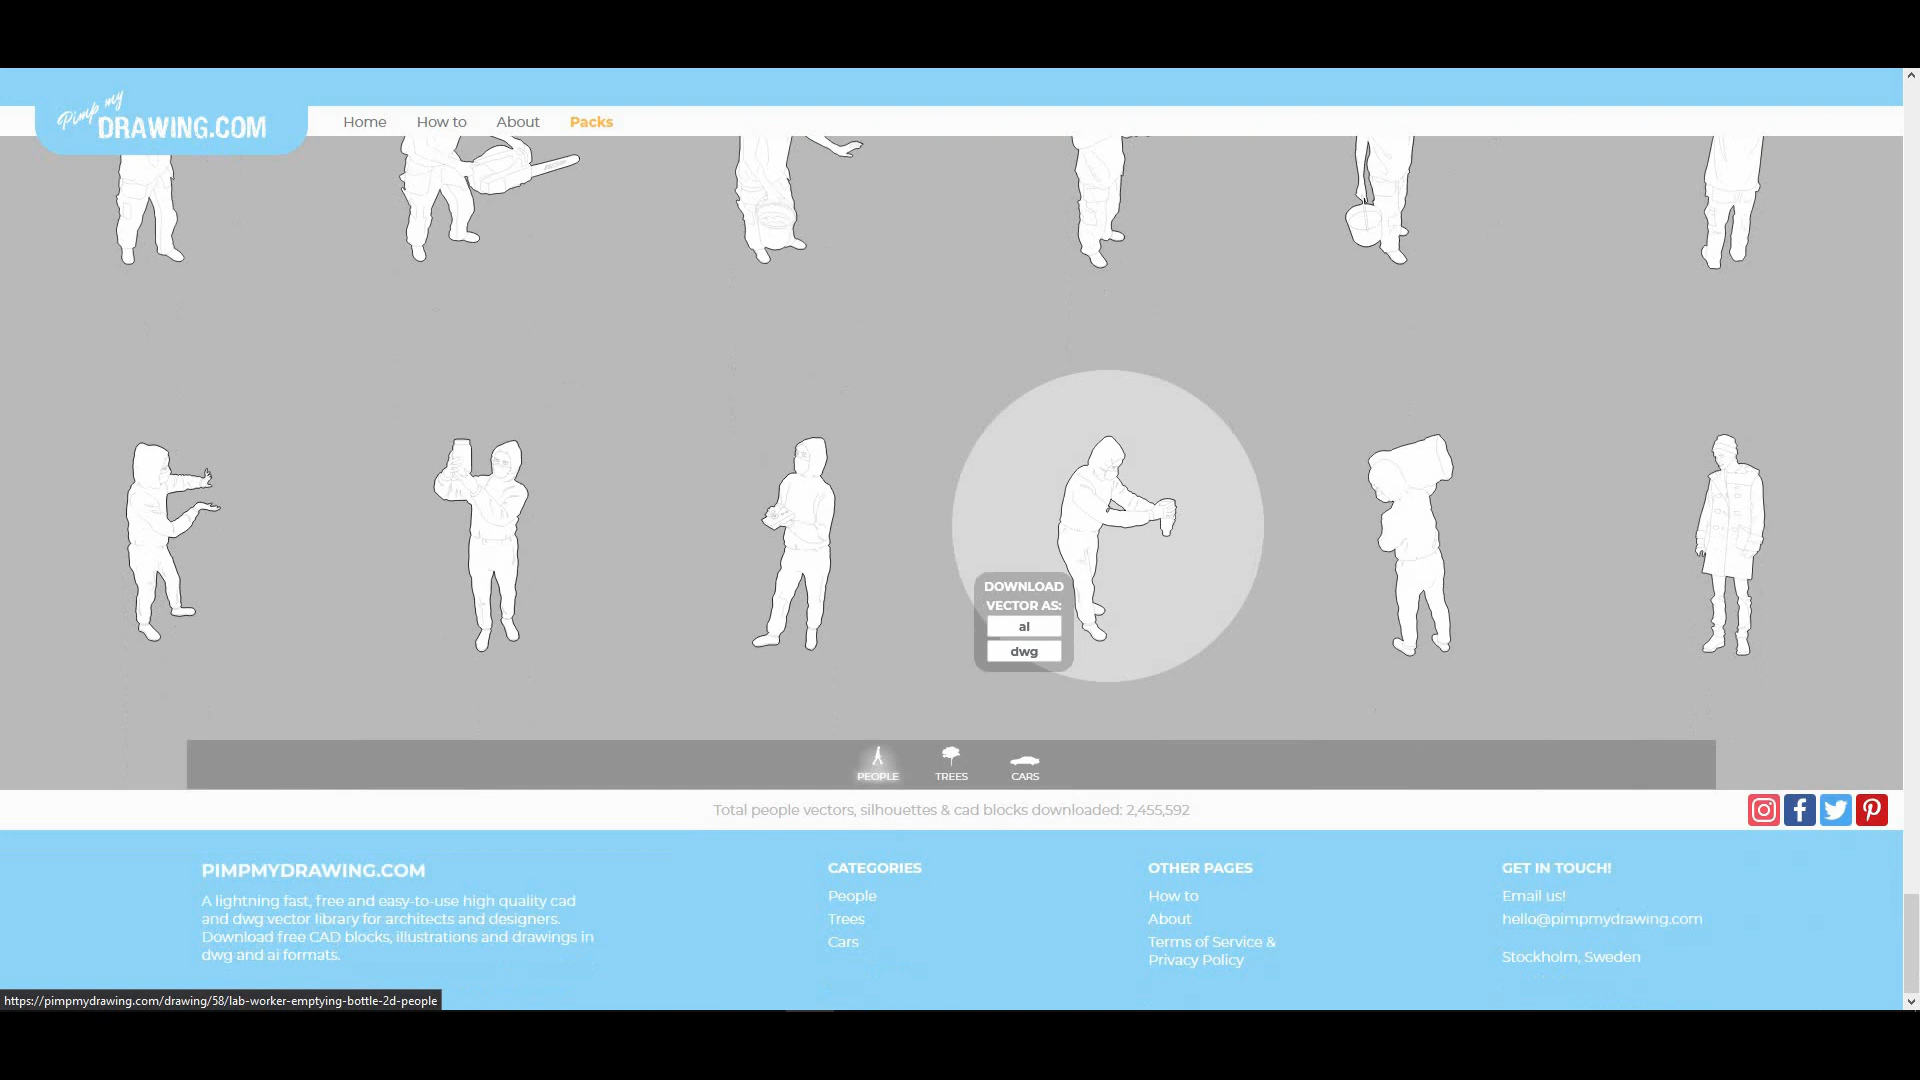 Pimp my
DRAWING.COM
Home How to About Packs
DOWNLOAD
VECTOR AS:
ai
dwg
PEOPLE TREES CARS
Total people vectors, silhouettes & cad blocks downloaded: 2,455,592
PIMPMYDRAWING.COM
A lightning fast, free and easy-to-use high quality cad
and dwg vector library for architects and designers.
Download free CAD blocks, illustrations and drawings in
dwg and ai formats.
CATEGORIES
People
Trees
Cars
OTHER PAGES
How to
About
Terms of Service &
Privacy Policy
GET IN TOUCH!
Email us!
hello@pimpmydrawing.com
Stockholm, Sweden
https://pimpmydrawing.com/drawing/58/lab-worker-emptying-bottle-2d-people